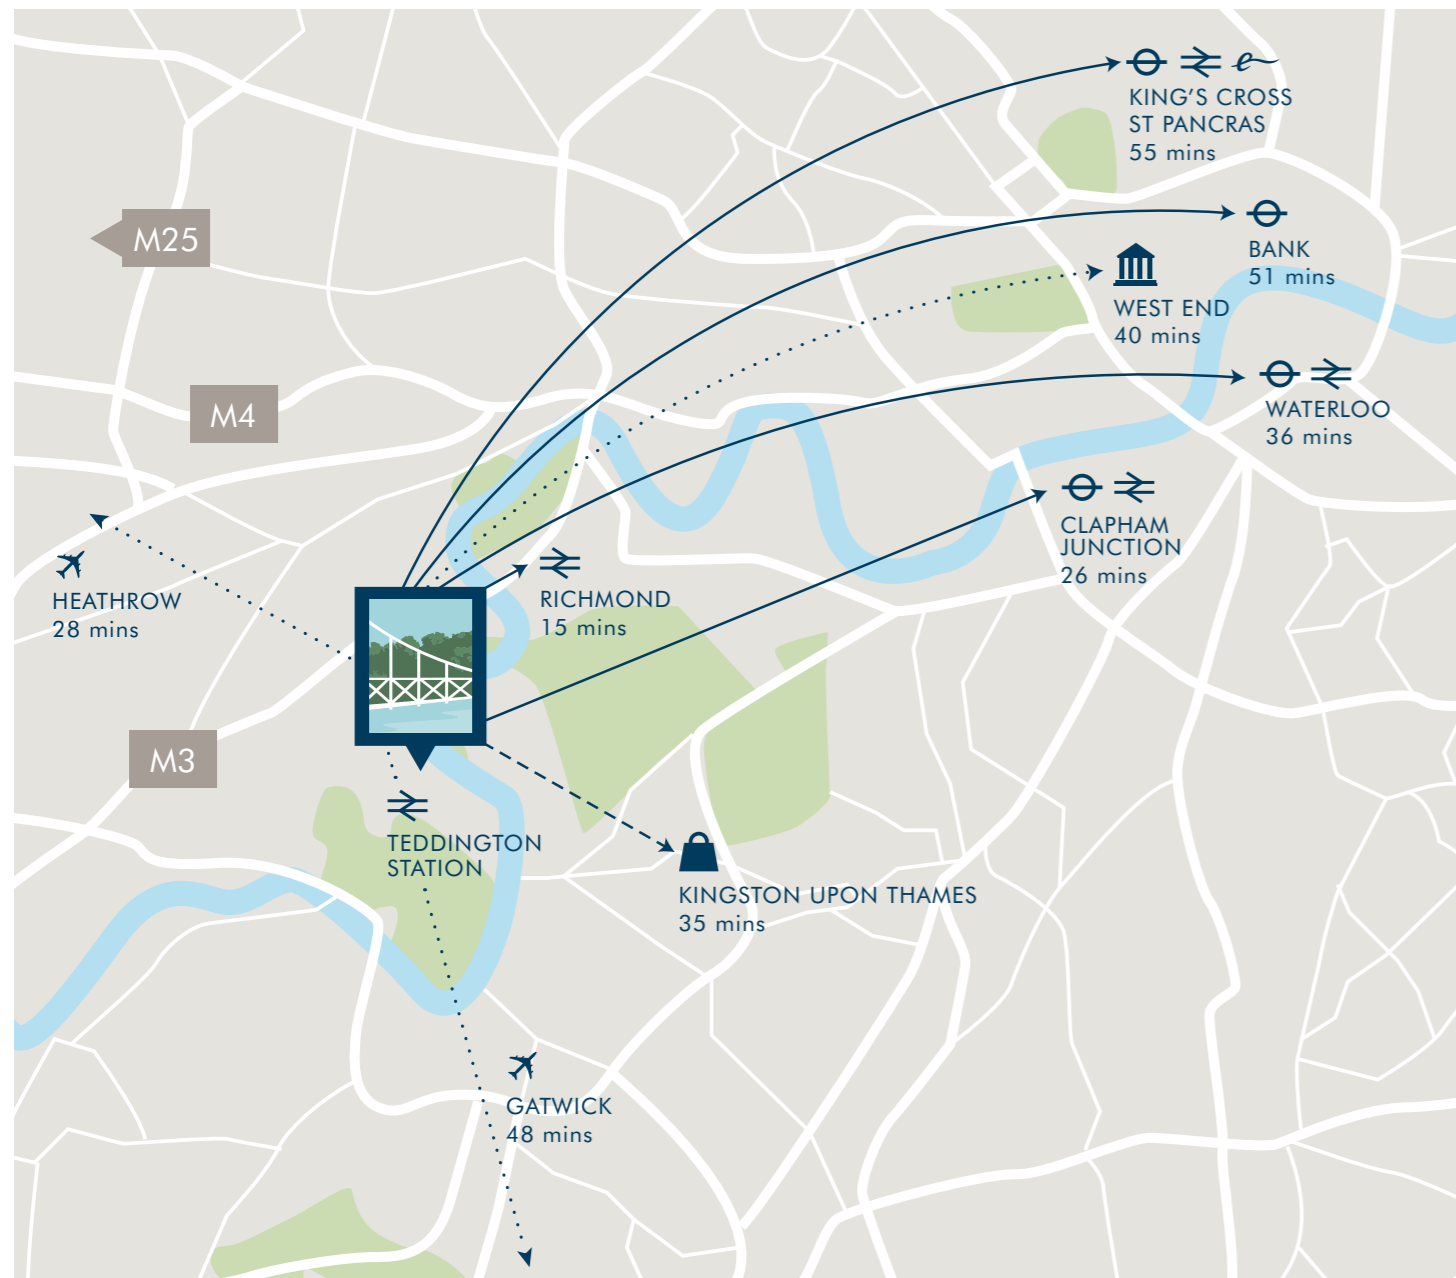 KING'S CROSS
ST PANCRAS
55 mins
M25
BANK
51 mins
WEST END
40 mins
M4
WATERLOO
36 mins
CLAPHAM
JUNCTION
26 mins
HEATHROW
28 mins
RICHMOND
15 mins
M3
TEDDINGTON
STATION
KINGSTON UPON THAMES
35 mins
GATWICK
48 mins